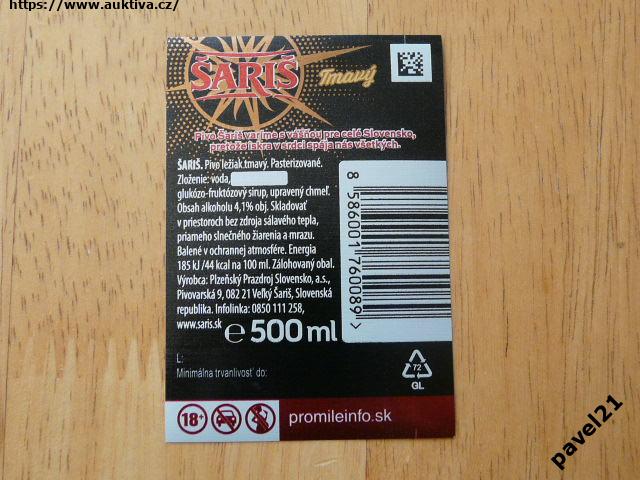 https://www.auktiva.cz/
ŠARIŠ
Tmavý
Pivo Šariš varíme s vášňou pre celé Slovensko,
pretože iskra v srdci spája nás všetkých.
ŠARIŠ. Pivo ležiak tmavý. Pasterizované.
Zloženie: voda,
glukózo-fruktózový sirup, upravený chmeľ.
Obsah alkoholu 4,1% obj. Skladovať
v priestoroch bez zdroja sálavého tepla,
priameho slnečného žiarenia a mrazu.
Balené v ochrannej atmosfére. Energia
185 kJ /44 kcal na 100 ml. Zálohovaný obal.
Výrobca: Plzeňský Prazdroj Slovensko, a.s.,
Pivovarská 9, 082 21 Veľký Šariš, Slovenská
republika. Infolinka: 0850 111 258,
www.saris.sk
e 500 ml
8 586001 760089 >
L:
Minimálna trvanlivosť do:
72
GL
18+
promileinfo.sk
pavel21